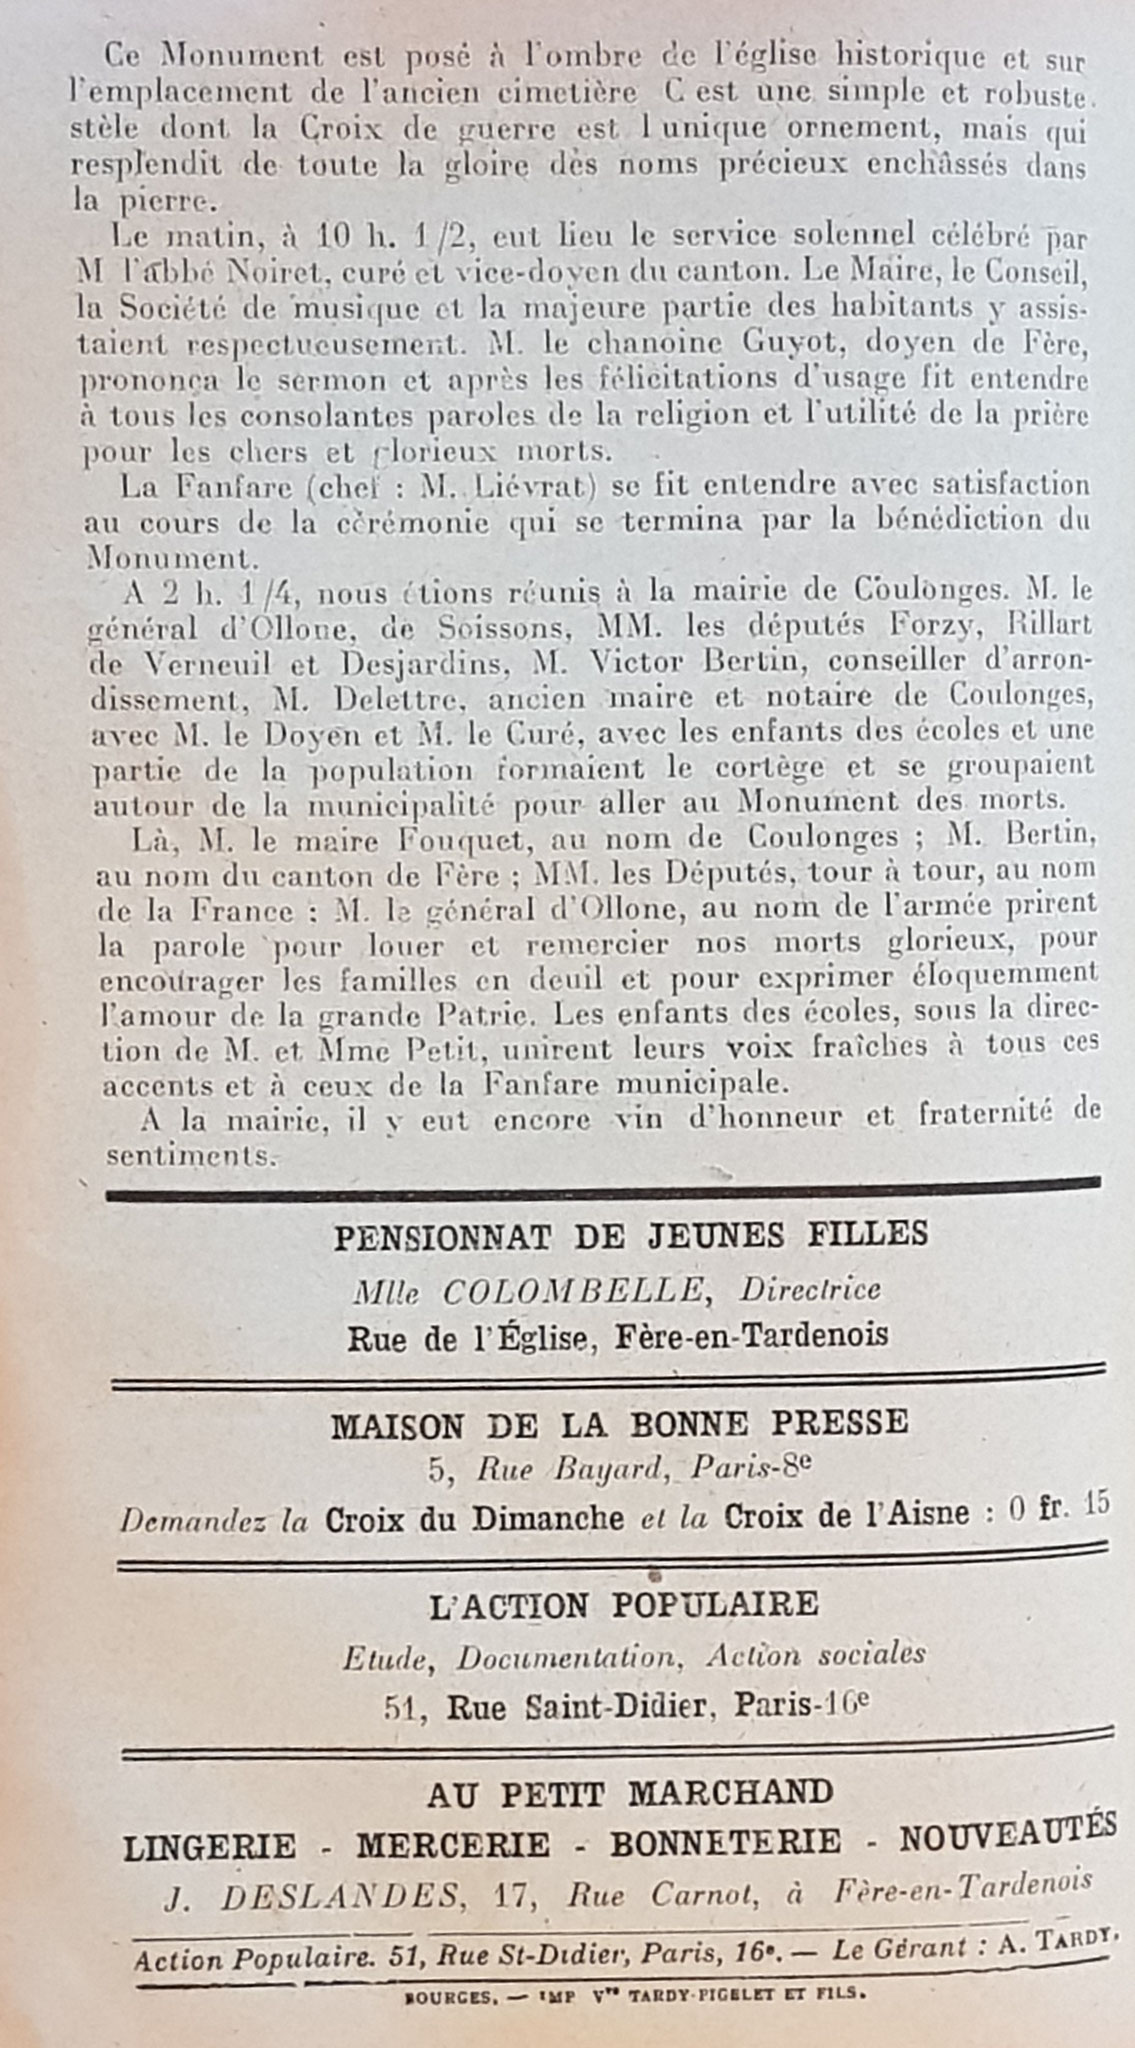 Ce Monument est posé à l'ombre de l'église historique et sur
l'emplacement de l'ancien cimetière C est une simple et robuste.
stèle dont la Croix de guerre est l unique ornement, mais qui
resplendit de toute la gloire des noms précieux enchâssés dans
la pierre.
Le matin, à 10 h. 1/2, eut lieu le service solennel célébré par
M l'abbé Noiret, curé et vice-doyen du canton. Le Maire, le Conseil,
la Société de musique et la majeure partie des habitants y assis-
taient respectueusement. M. le chanoine Guyot, doyen de Fère,
prononça le sermon et après les félicitations d'usage fit entendre
à tous les consolantes paroles de la religion et l'utilité de la prière
pour les chers et glorieux morts.
La Fanfare (chef : M. Liévrat) se fit entendre avec satisfaction
au cours de la cérémonie qui se termina par la bénédiction du
Monument.
A 2 h. 1/4, nous étions réunis à la mairie de Coulonges. M. le
général d'Ollone, de Soissons, MM. les députés Forzy, Rillart
de Verneuil et Desjardins, M. Victor Bertin, conseiller d'arron-
dissement, M. Delettre, ancien maire et notaire de Coulonges,
avec M. le Doyen et M. le Curé, avec les enfants des écoles et une
partie de la population formaient le cortège et se groupaient
autour de la municipalité pour aller au Monument des morts.
Là, M. le maire Fouquet, au nom de Coulonges ; M. Bertin,
au nom du canton de Fère ; MM. les Députés, tour à tour, au nom
de la France : M. le général d'Ollone, au nom de l'armée prirent
la parole pour louer et remercier nos morts glorieux, pour
encourager les familles en deuil et pour exprimer éloquemment
l'amour de la grande Patrie. Les enfants des écoles, sous la direc-
tion de M. et Mme Petit, unirent leurs voix fraîches à tous ces
accents et à ceux de la Fanfare municipale.
A la mairie, il y eut encore vin d'honneur et fraternité de
sentiments.
PENSIONNAT DE JEUNES FILLES
Mlle COLOMBELLE, Directrice
Rue de l'Église, Fère-en-Tardenois
MAISON DE LA BONNE PRESSE
5, Rue Bayard, Paris-8e
Demandez la Croix du Dimanche et la Croix de l'Aisne : 0 fr. 15
L'ACTION POPULAIRE
Etude, Documentation, Action sociales
51, Rue Saint-Didier, Paris-16e
AU PETIT MARCHAND
LINGERIE - MERCERIE - BONNETERIE - NOUVEAUTÉS
J. DESLANDES, 17, Rue Carnot, à Fère-en-Tardenois
Action Populaire. 51, Rue St-Didier, Paris, 16e. — Le Gérant : A. TARDY.
BOURGES, — IMP Vve TARDY-PIGELET ET FILS.